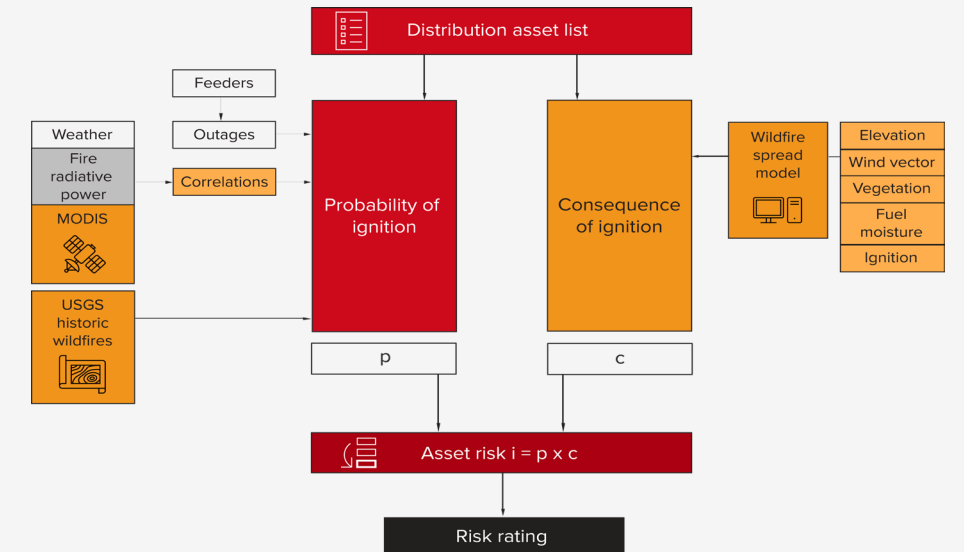 Distribution asset list
Feeders
Outages
Weather
Fire
radiative
power
MODIS
Correlations
USGS
historic
wildfires
Probability of
ignition
Consequence
of ignition
Wildfire
spread
model
Elevation
Wind vector
Vegetation
Fuel
moisture
Ignition
p
c
Asset risk i = p x c
Risk rating